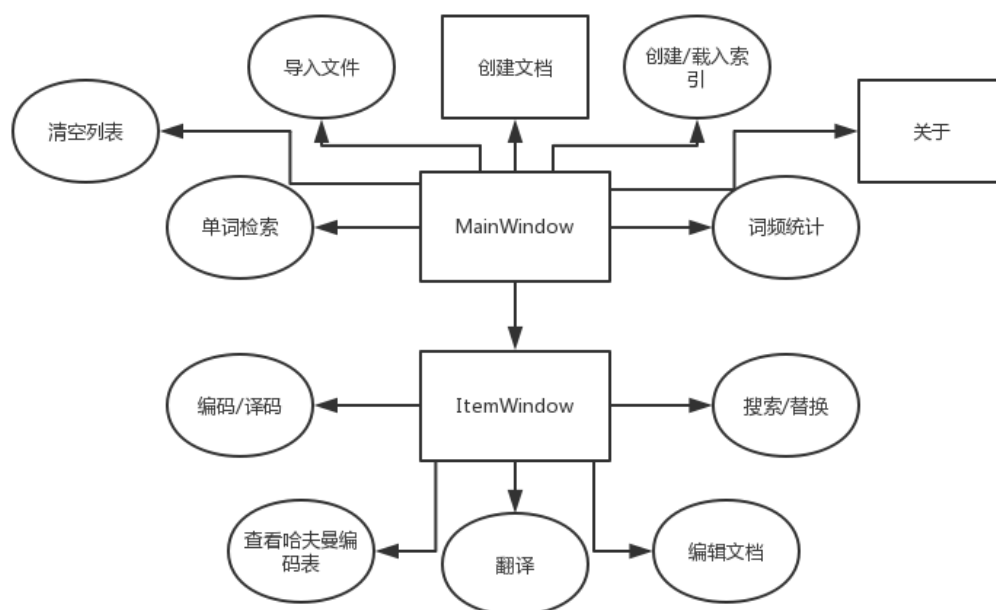 导入文件
创建文档
创建/载入索
引
清空列表
关于
单词检索
MainWindow
词频统计
编码/译码
ItemWindow
搜索/替换
查看哈夫曼编
码表
翻译
编辑文档